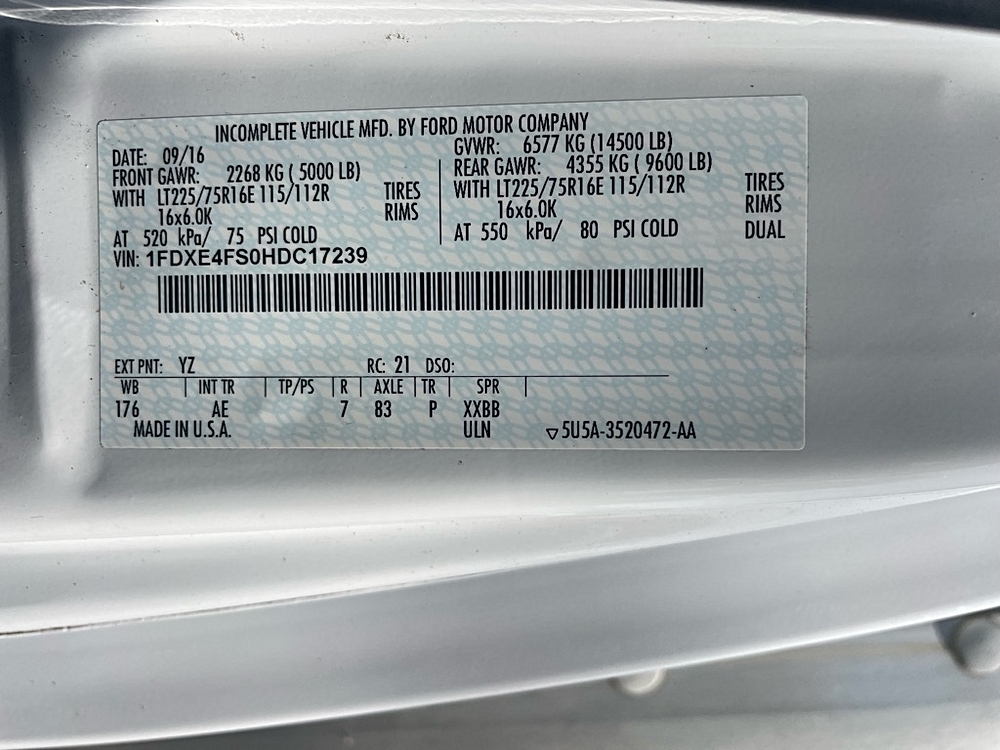 INCOMPLETE VEHICLE MFD. BY FORD MOTOR COMPANY
DATE: 09/16
FRONT GAWR: 2268 KG ( 5000 LB)
WITH LT225/75R16E 115/112R TIRES
16x6.0K RIMS
AT 520 kPa/ 75 PSI COLD
GVWR: 6577 KG (14500 LB)
REAR GAWR: 4355 KG ( 9600 LB)
WITH LT225/75R16E 115/112R TIRES
16x6.0K RIMS
AT 550 kPa/ 80 PSI COLD DUAL
VIN: 1FDXE4FS0HDC17239
EXT PNT: YZ RC: 21 DSO:
WB INT TR TP/PS R AXLE TR SPR
176 AE 7 83 P XXBB
MADE IN U.S.A. ULN ▽5U5A-3520472-AA